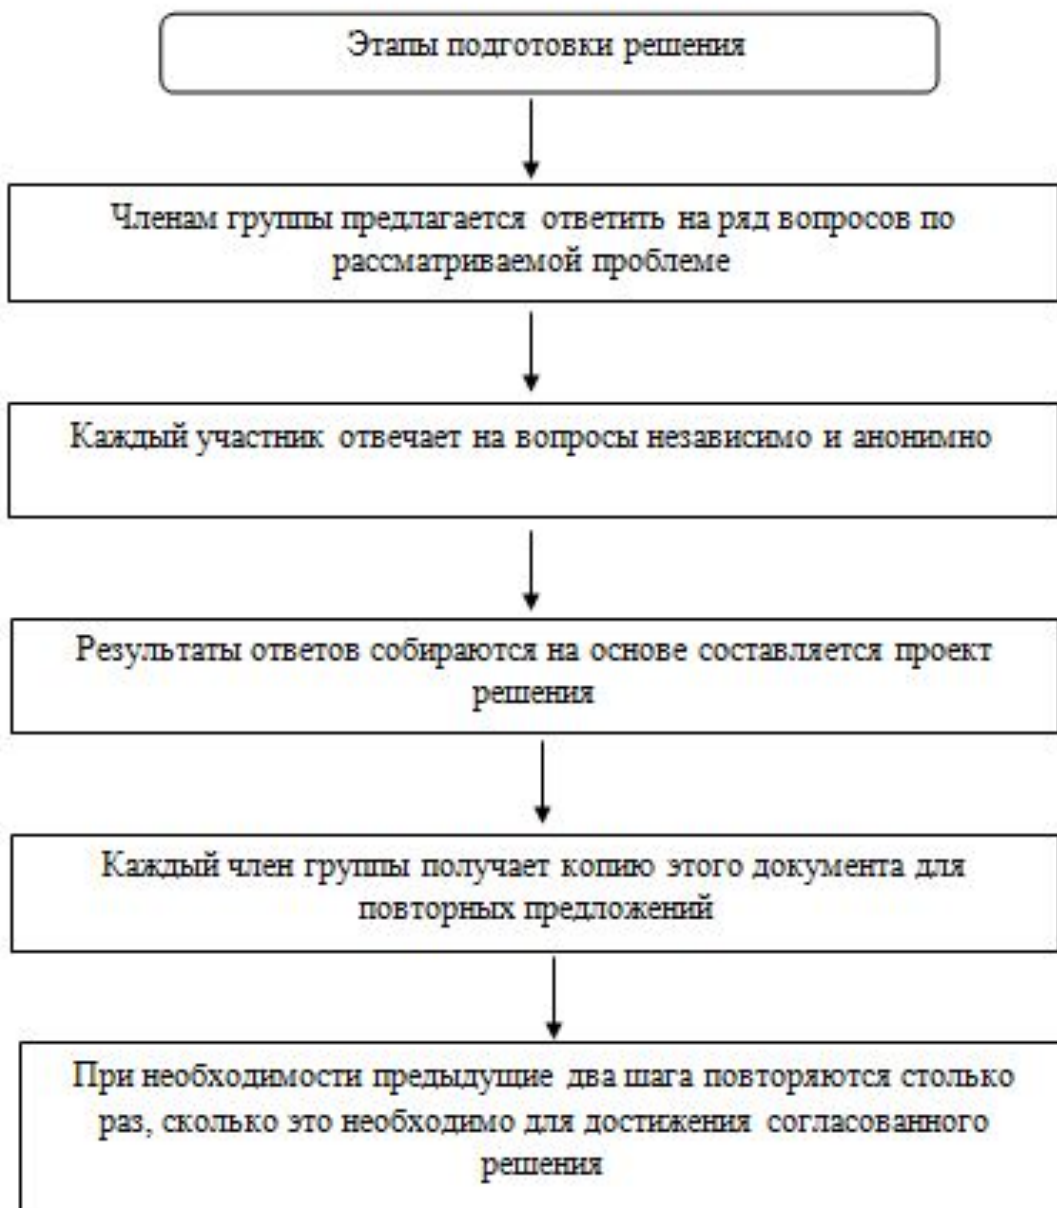 Этапы подготовки решения
Членам группы предлагается ответить на ряд вопросов по
рассматриваемой проблеме
Каждый участник отвечает на вопросы независимо и анонимно
Результаты ответов собираются на основе составляется проект
решения
Каждый член группы получает копию этого документа для
повторных предложений
При необходимости предыдущие два шага повторяются столько
раз, сколько это необходимо для достижения согласованного
решения